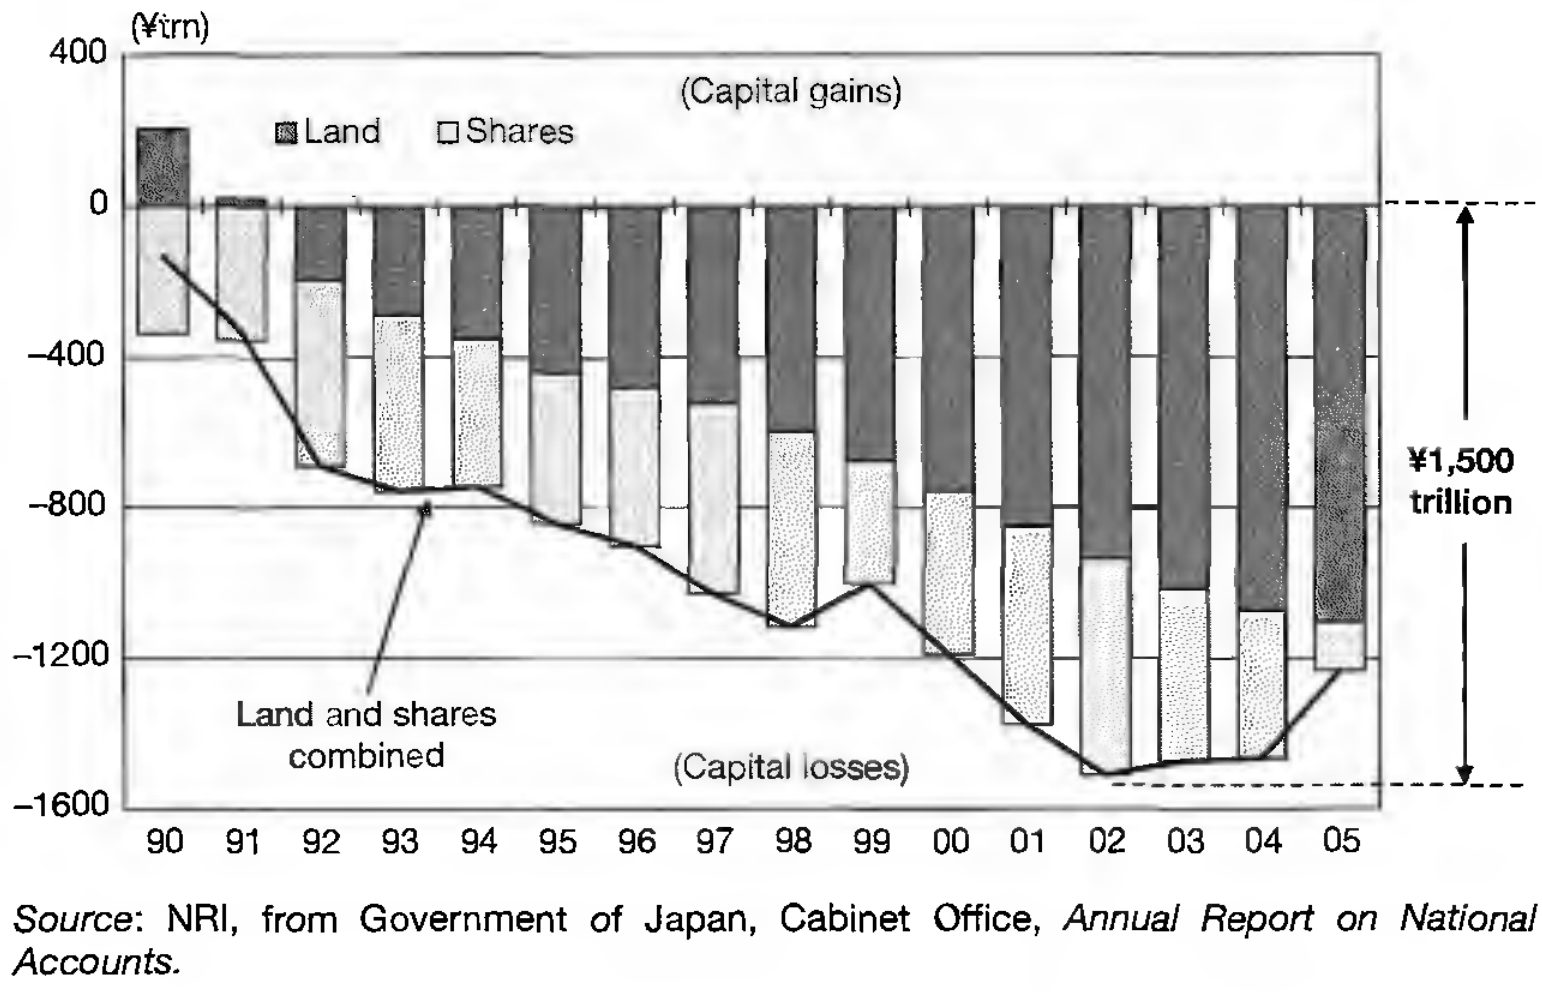 (¥trn)
400
(Capital gains)
Land Shares
0
–400
¥1,500
trillion
–800
–1200
Land and shares
combined
(Capital losses)
–1600
90 91 92 93 94 95 96 97 98 99 00 01 02 03 04 05
Source: NRI, from Government of Japan, Cabinet Office, Annual Report on National
Accounts.